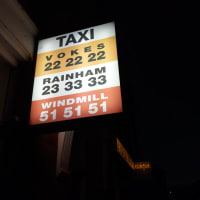 TAXI
VOKES
22 22 22
RAINHAM
23 33 33
WINDMILL
51 51 51